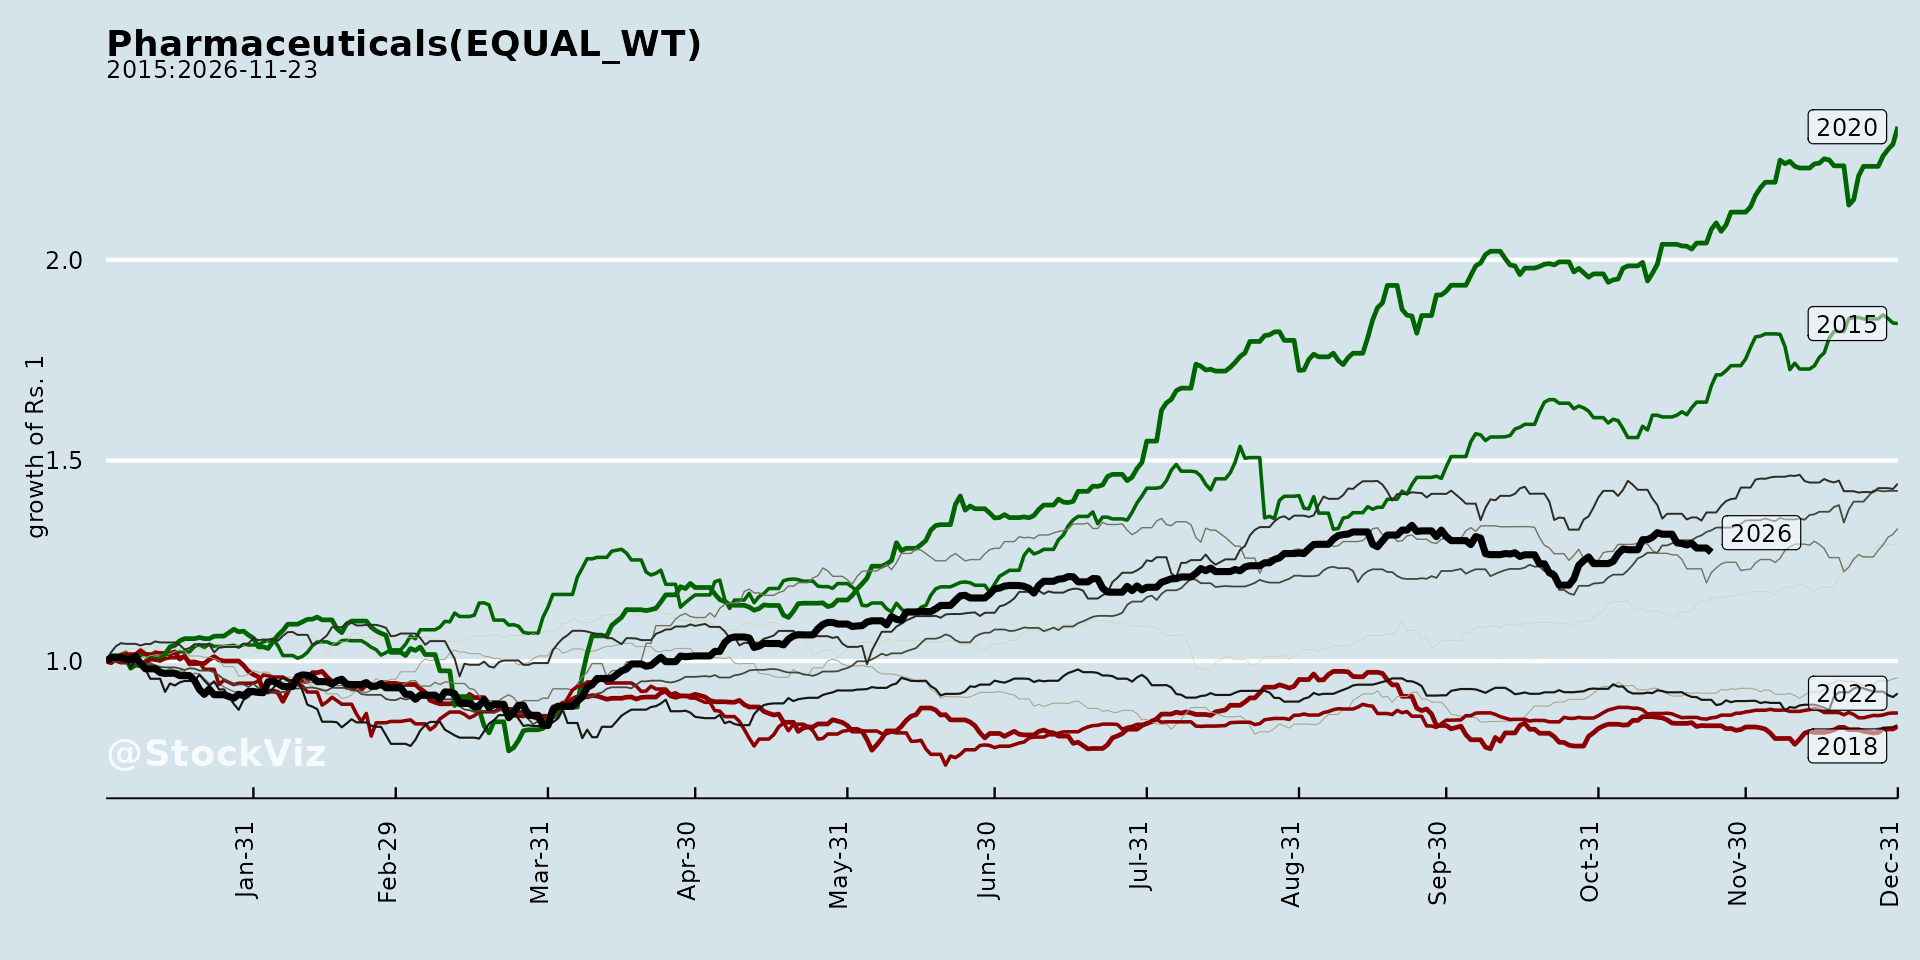 Pharmaceuticals(EQUAL_WT)
2015:2026-11-23
2020
2.0
2015
growth of Rs. 1
1.5
2026
1.0
2022
@StockViz
2018
Jan-31
Feb-29
Mar-31
Apr-30
May-31
Jun-30
Jul-31
Aug-31
Sep-30
Oct-31
Nov-30
Dec-31